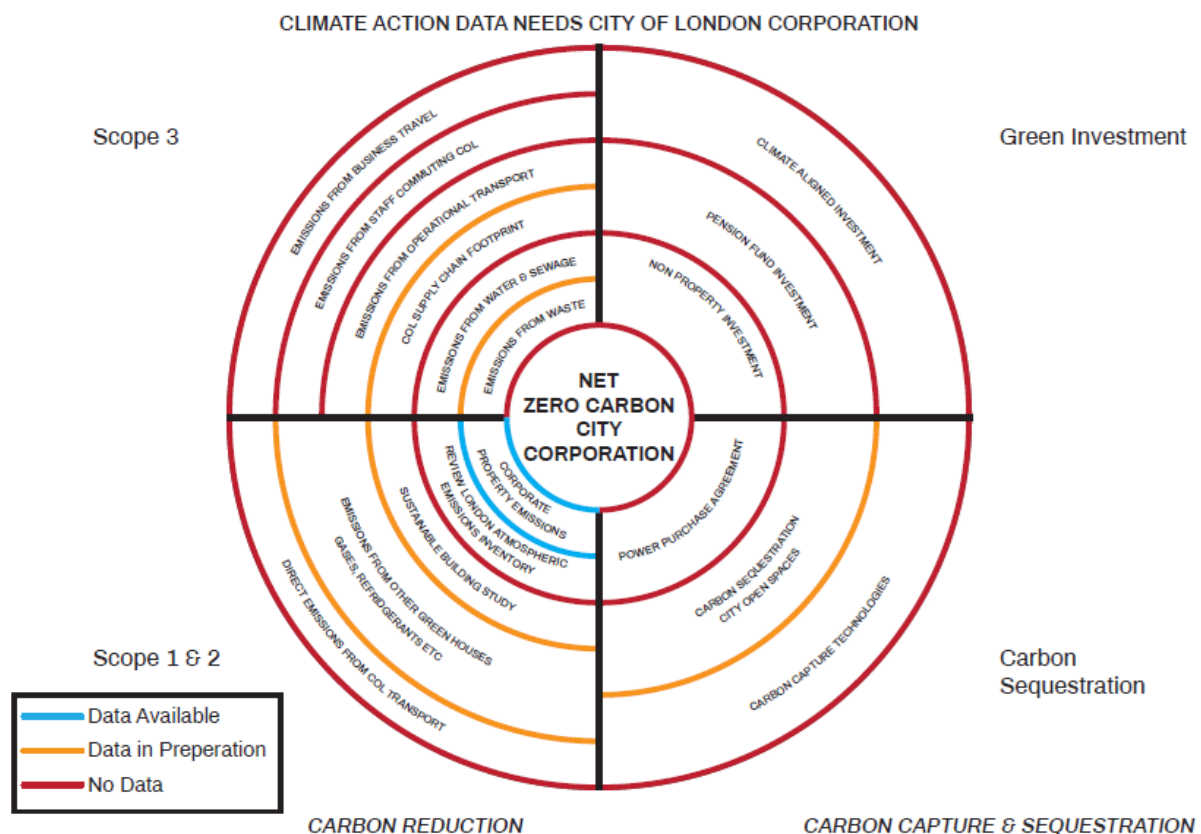 CLIMATE ACTION DATA NEEDS CITY OF LONDON CORPORATION
Scope 3
EMISSIONS FROM BUSINESS TRAVEL
EMISSIONS FROM STAFF COMMUTING COL
EMISSIONS FROM OPERATIONAL TRANSPORT
COL SUPPLY CHAIN FOOTPRINT
EMISSIONS FROM WATER & SEWAGE
EMISSIONS FROM WASTE
Green Investment
CLIMATE ALIGNED INVESTMENT
PENSION FUND INVESTMENT
NON PROPERTY INVESTMENT
NET
ZERO CARBON
CITY
CORPORATION
CORPORATE
PROPERTY EMISSIONS
REVIEW LONDON ATMOSPHERIC
EMISSIONS INVENTORY
SUSTAINABLE BUILDING STUDY
EMISSIONS FROM OTHER GREEN HOUSES
GASES, REFRIDGERANTS ETC
DIRECT EMISSIONS FROM COL TRANSPORT
Scope 1 & 2
POWER PURCHASE AGREEMENT
CARBON SEQUESTRATION
CITY OPEN SPACES
CARBON CAPTURE TECHNOLOGIES
Carbon
Sequestration
Data Available
Data in Preperation
No Data
CARBON REDUCTION
CARBON CAPTURE & SEQUESTRATION